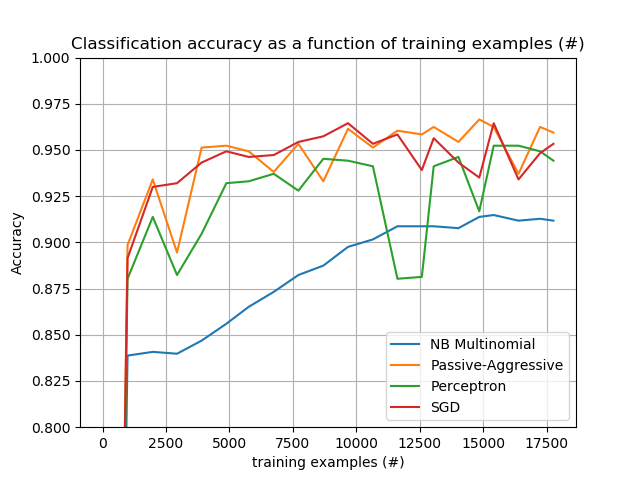 Classification accuracy as a function of training examples (#)
1.000
0.975
0.950
0.925
0.900
0.875
0.850
0.825
0.800
Accuracy
NB Multinomial
Passive-Aggressive
Perceptron
SGD
0 2500 5000 7500 10000 12500 15000 17500
training examples (#)